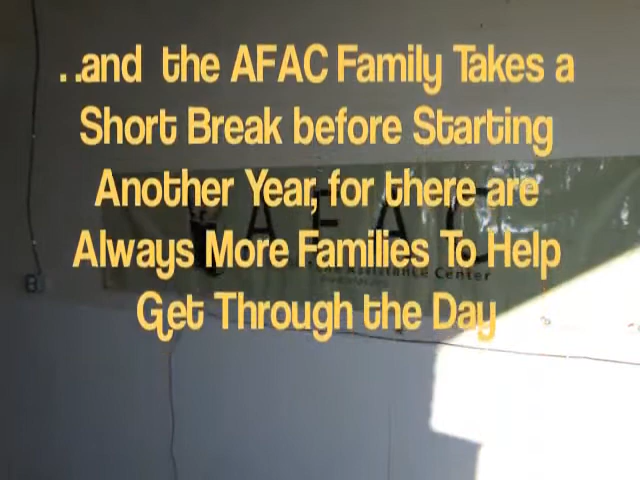 ..and the AFAC Family Takes a
Short Break before Starting
Another Year, for there are
Always More Families To Help
Get Through the Day
AFAC
Assistance Center